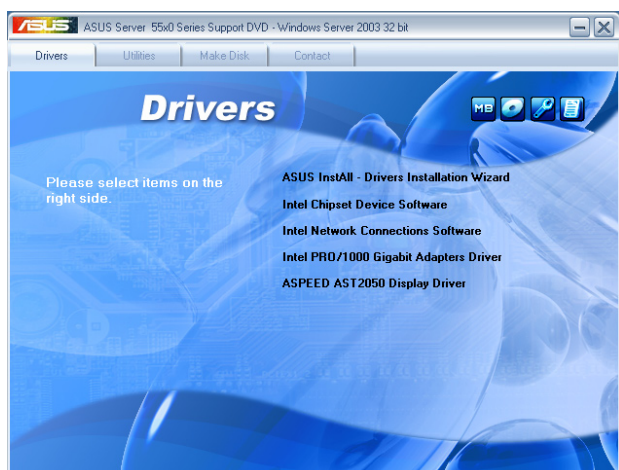 ASUS ASUS Server 55x0 Series Support DVD - Windows Server 2003 32 bit
Drivers Utilities Make Disk Contact
Drivers
MB
Please select items on the
right side.
ASUS InstAll - Drivers Installation Wizard
Intel Chipset Device Software
Intel Network Connections Software
Intel PRO/1000 Gigabit Adapters Driver
ASPEED AST2050 Display Driver